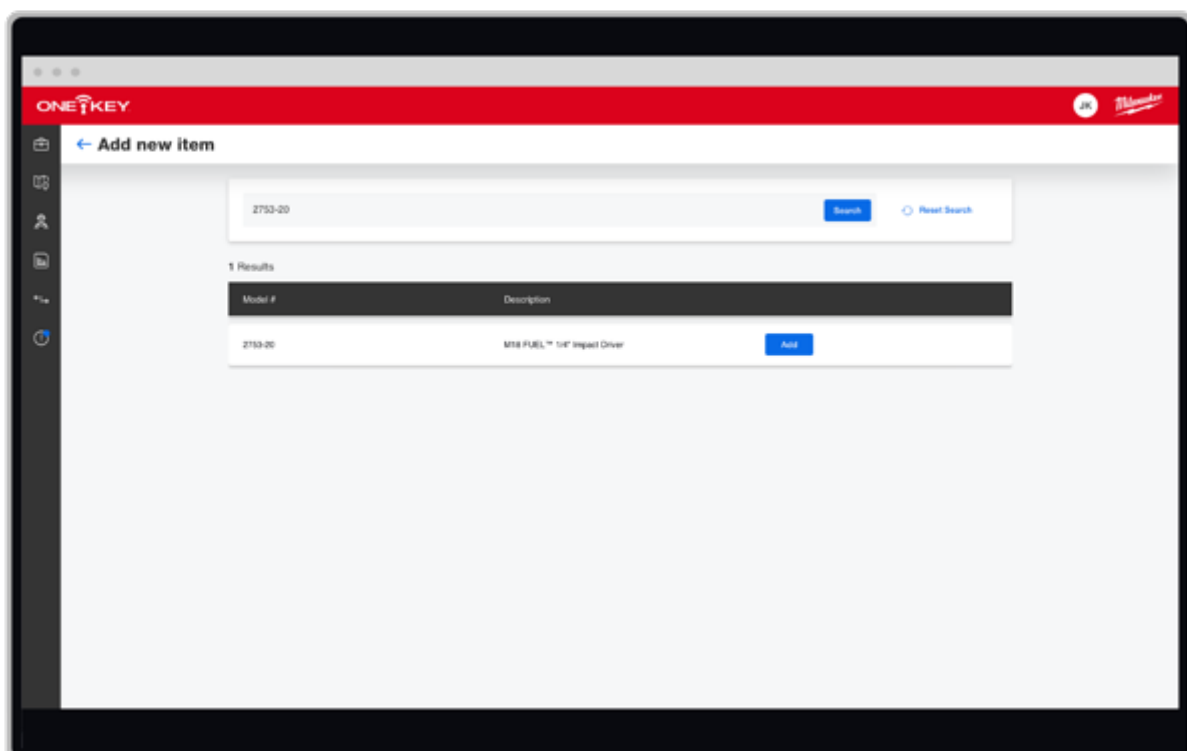 ONE KEY
JK
Milwaukee
Add new item
2753-20
Search
Reset Search
1 Results
Model #
Description
2753-20
M18 FUEL™ 1/4" Impact Driver
Add